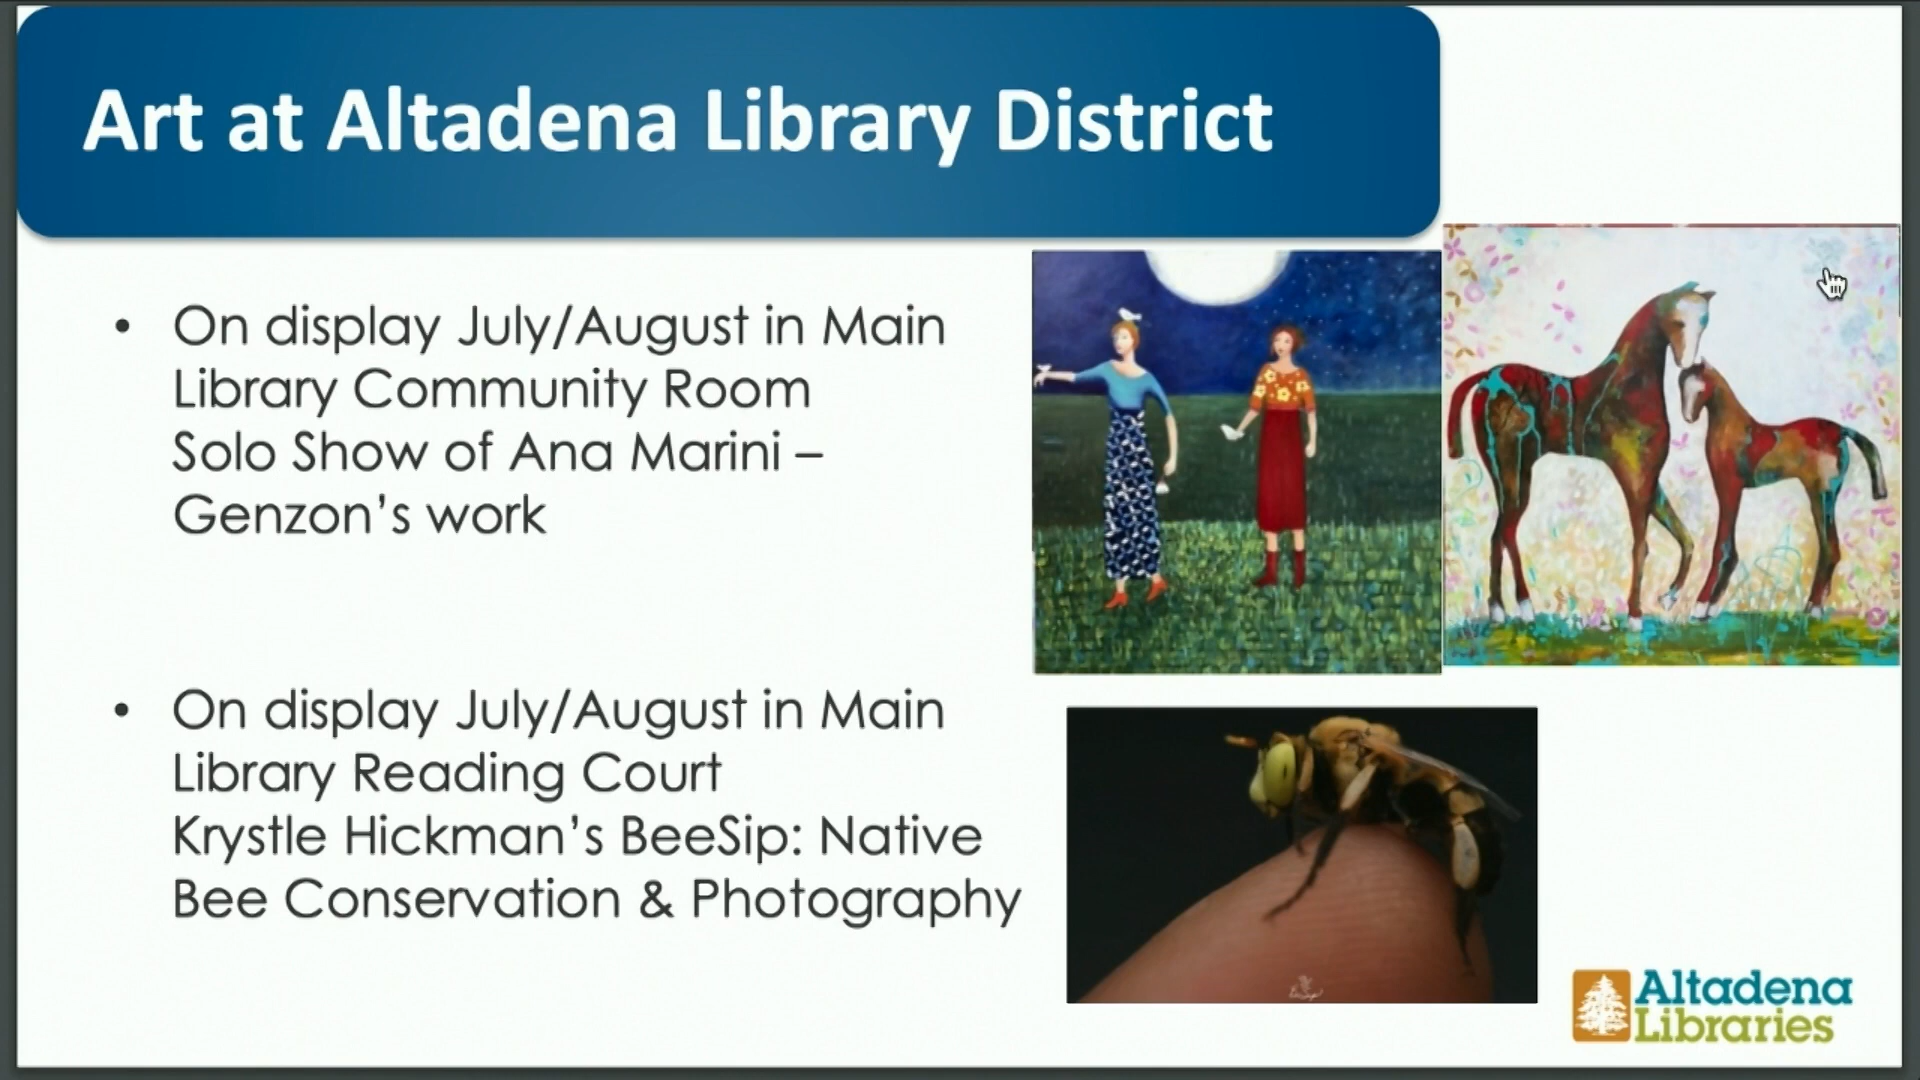 Art at Altadena Library District
• On display July/August in Main
Library Community Room
Solo Show of Ana Marini –
Genzon’s work
• On display July/August in Main
Library Reading Court
Krystle Hickman’s BeeSip: Native
Bee Conservation & Photography
Altadena
Libraries